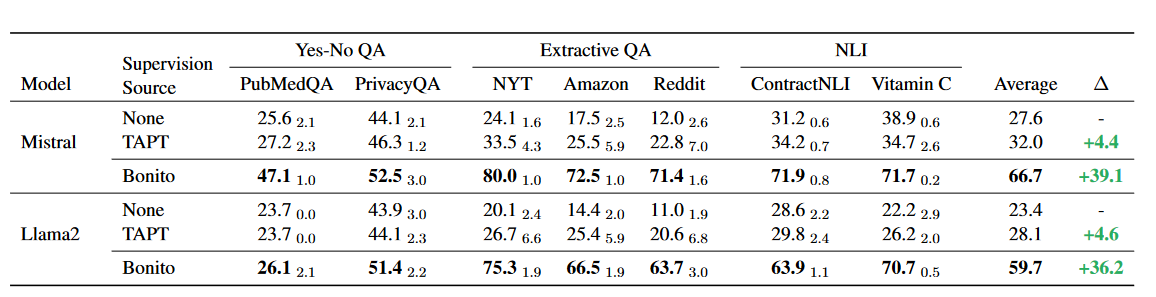 Yes-No QA Extractive QA NLI
Model Supervision Source PubMedQA PrivacyQA NYT Amazon Reddit ContractNLI Vitamin C Average Δ
None 25.6 2.1 44.1 2.1 24.1 1.6 17.5 2.5 12.0 2.6 31.2 0.6 38.9 0.6 27.6 -
Mistral TAPT 27.2 2.3 46.3 1.2 33.5 4.3 25.5 5.9 22.8 7.0 34.2 0.7 34.7 2.6 32.0 +4.4
Bonito 47.1 1.0 52.5 3.0 80.0 1.0 72.5 1.0 71.4 1.6 71.9 0.8 71.7 0.2 66.7 +39.1
None 23.7 0.0 43.9 3.0 20.1 2.4 14.4 2.0 11.0 1.9 28.6 2.2 22.2 2.9 23.4 -
Llama2 TAPT 23.7 0.0 44.1 2.3 26.7 6.6 25.4 5.9 20.6 6.8 29.8 2.4 26.2 2.0 28.1 +4.6
Bonito 26.1 2.1 51.4 2.2 75.3 1.9 66.5 1.9 63.7 3.0 63.9 1.1 70.7 0.5 59.7 +36.2